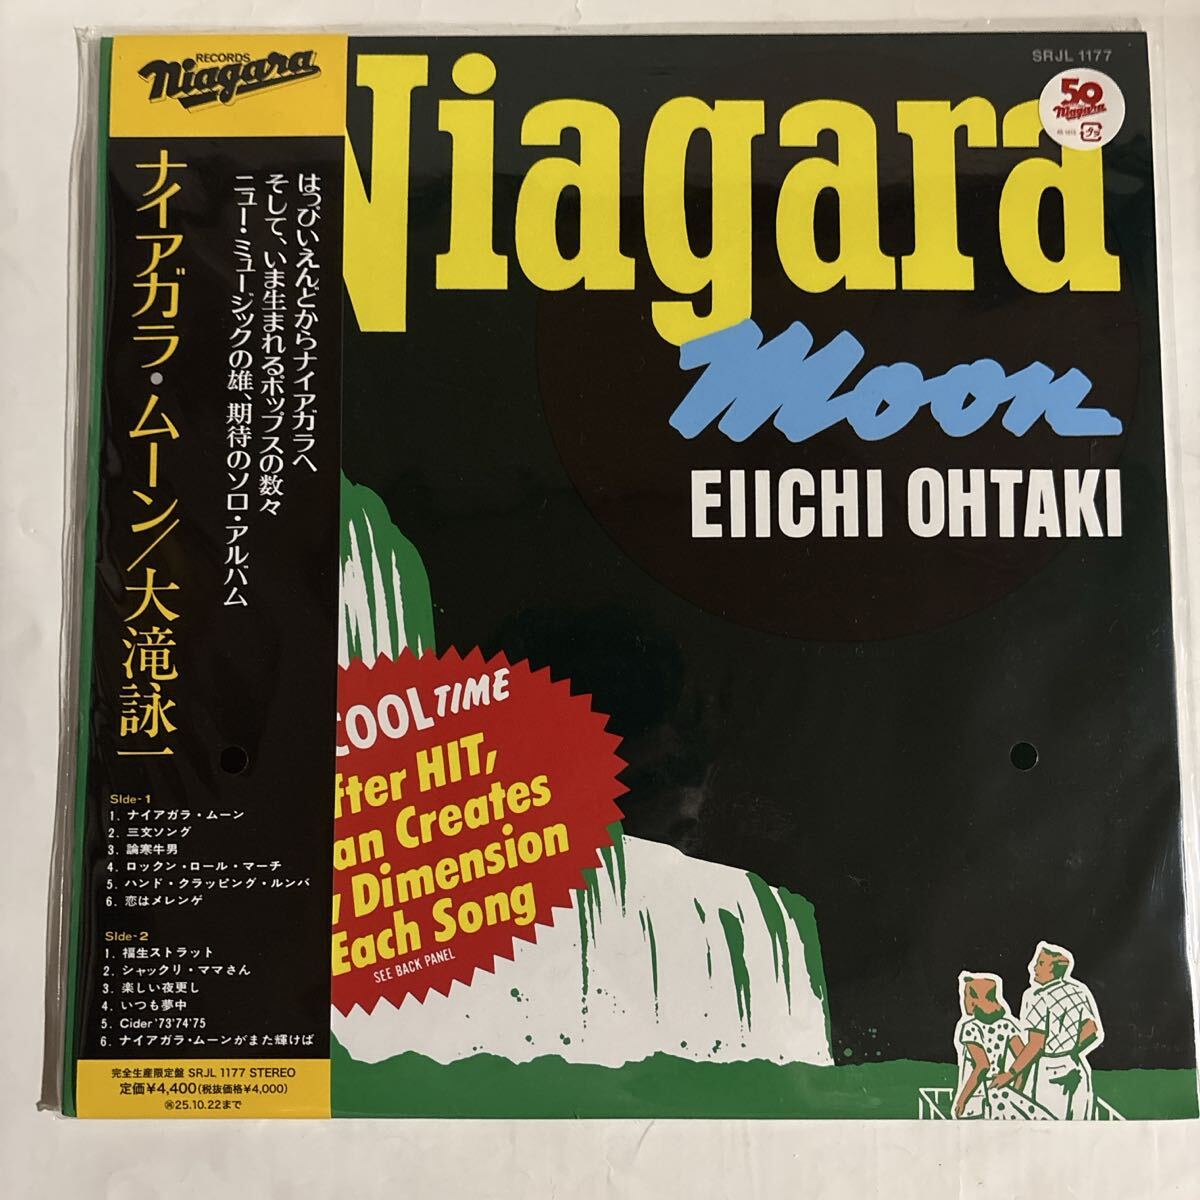 RECORDS
Niagara
はっぴいえんどからナイアガラへ
そして、いま生まれるポップスの数々
ニュー・ミュージックの雄、期待のソロ・アルバム
ナイアガラ・ムーン/大滝詠一
SIde-1
1. ナイアガラ・ムーン
2. 三文ソング
3. 論寒牛男
4. ロックン・ロール・マーチ
5. ハンド・クラッピング・ルンバ
6. 恋はメレンゲ
SIde-2
1. 福生ストラット
2. シャックリ・ママさん
3. 楽しい夜更し
4. いつも夢中
5. Cider '73'74'75
6. ナイアガラ・ムーンがまた輝けば
完全生産限定盤 SRJL 1177 STEREO
定価¥4,400(税抜価格¥4,000)
25.10.22まで
SRJL 1177
50
Niagara
Niagara
Moon
EIICHI OHTAKI
COOL TIME
fter HIT,
an Creates
Dimension
Each Song
SEE BACK PANEL